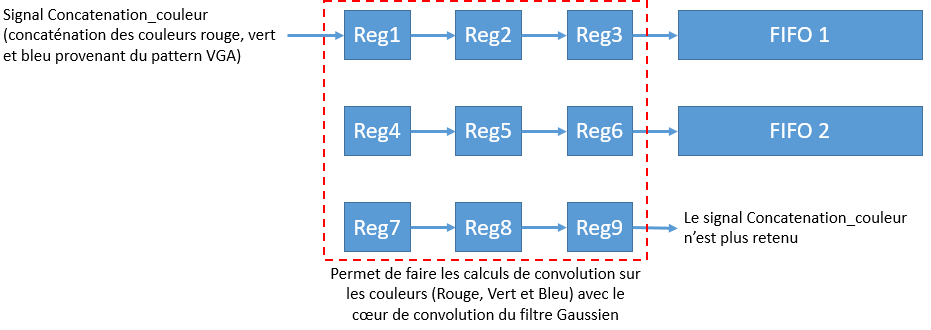 Signal Concatenation_couleur
(concaténation des couleurs rouge, vert
et bleu provenant du pattern VGA)
Reg1
Reg2
Reg3
FIFO 1
Reg4
Reg5
Reg6
FIFO 2
Reg7
Reg8
Reg9
Le signal Concatenation_couleur
n’est plus retenu
Permet de faire les calculs de convolution sur
les couleurs (Rouge, Vert et Bleu) avec le
cœur de convolution du filtre Gaussien